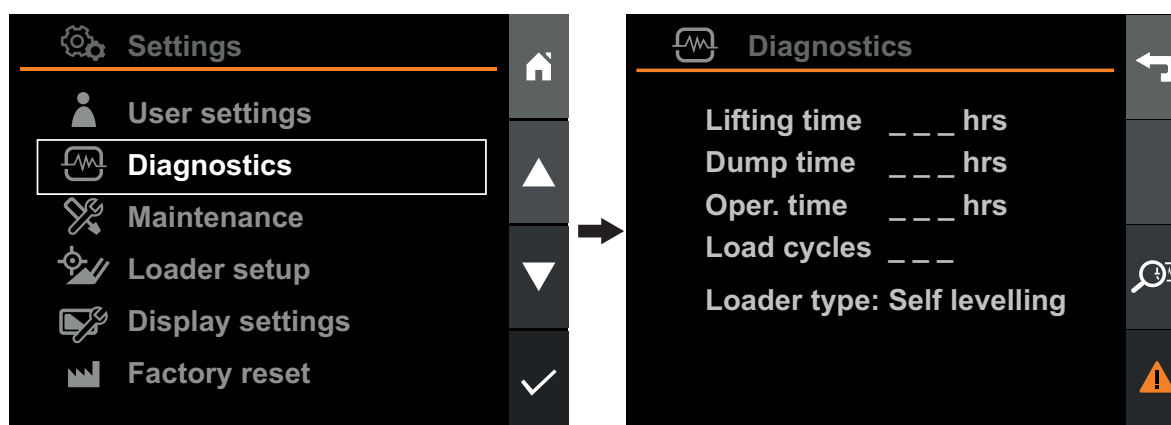 Settings
User settings
Diagnostics
Maintenance
Loader setup
Display settings
Factory reset
Diagnostics
Lifting time _ _ _ hrs
Dump time _ _ _ hrs
Oper. time _ _ _ hrs
Load cycles _ _ _
Loader type: Self levelling